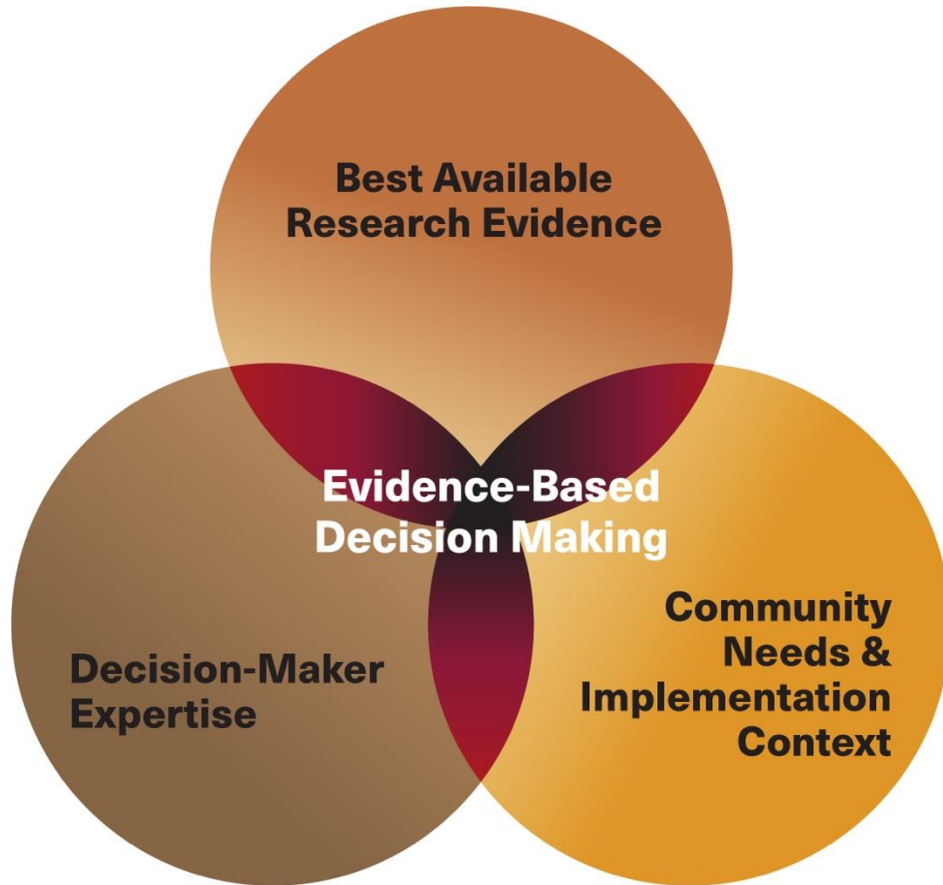 Best Available
Research Evidence
Evidence-Based
Decision Making
Decision-Maker
Expertise
Community
Needs &
Implementation
Context